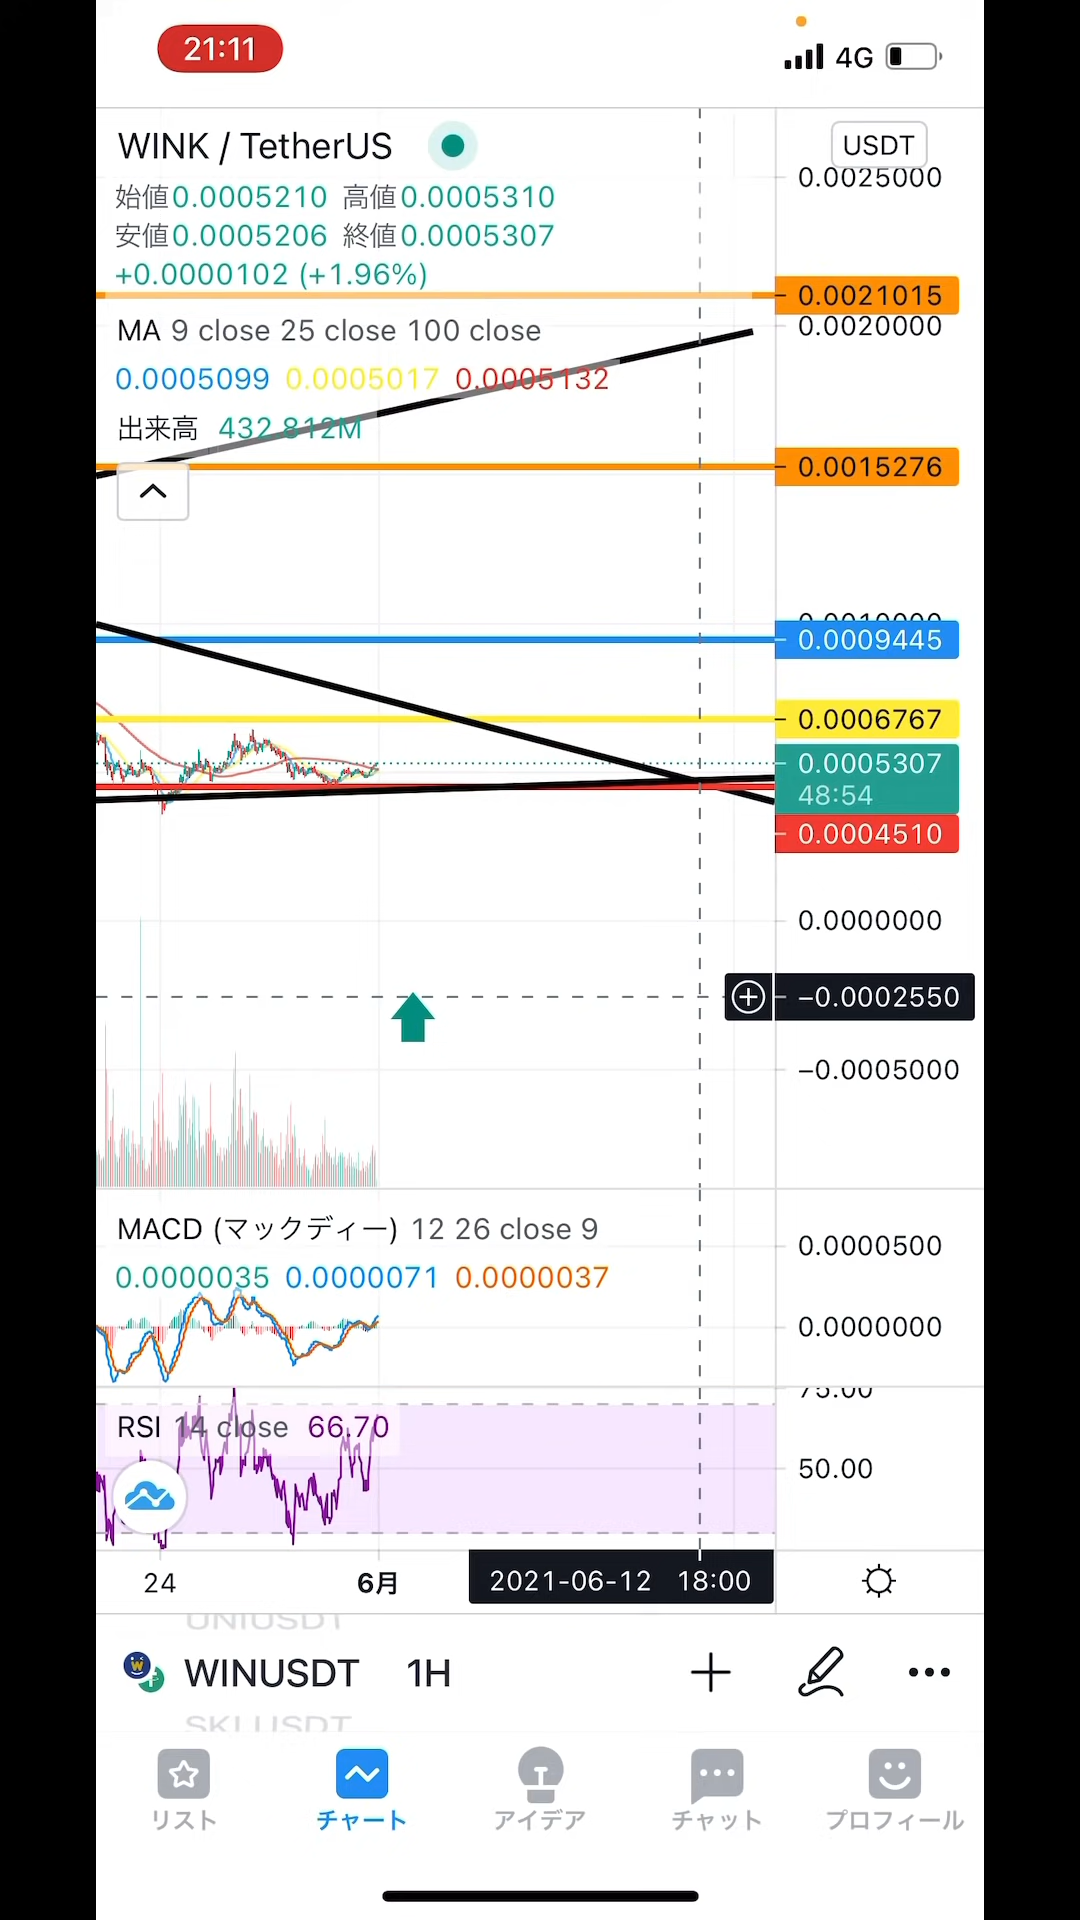 21:11 4G
WINK / TetherUS USDT
0.0025000
始値0.0005210 高値0.0005310
安値0.0005206 終値0.0005307
+0.0000102 (+1.96%)
0.0021015
MA 9 close 25 close 100 close 0.0020000
0.0005099 0.0005017 0.0005132
出来高 432.812M
0.0015276
0.0010000
0.0009445
0.0006767
0.0005307
48:54
0.0004510
0.0000000
−0.0002550
−0.0005000
MACD (マックディー) 12 26 close 9
0.0000500
0.0000035 0.0000071 0.0000037
0.0000000
75.00
RSI 14 close 66.70
50.00
24 6月 2021-06-12 18:00
UNIUSDT
WINUSDT 1H
SKLUSDT
リスト チャート アイデア チャット プロフィール